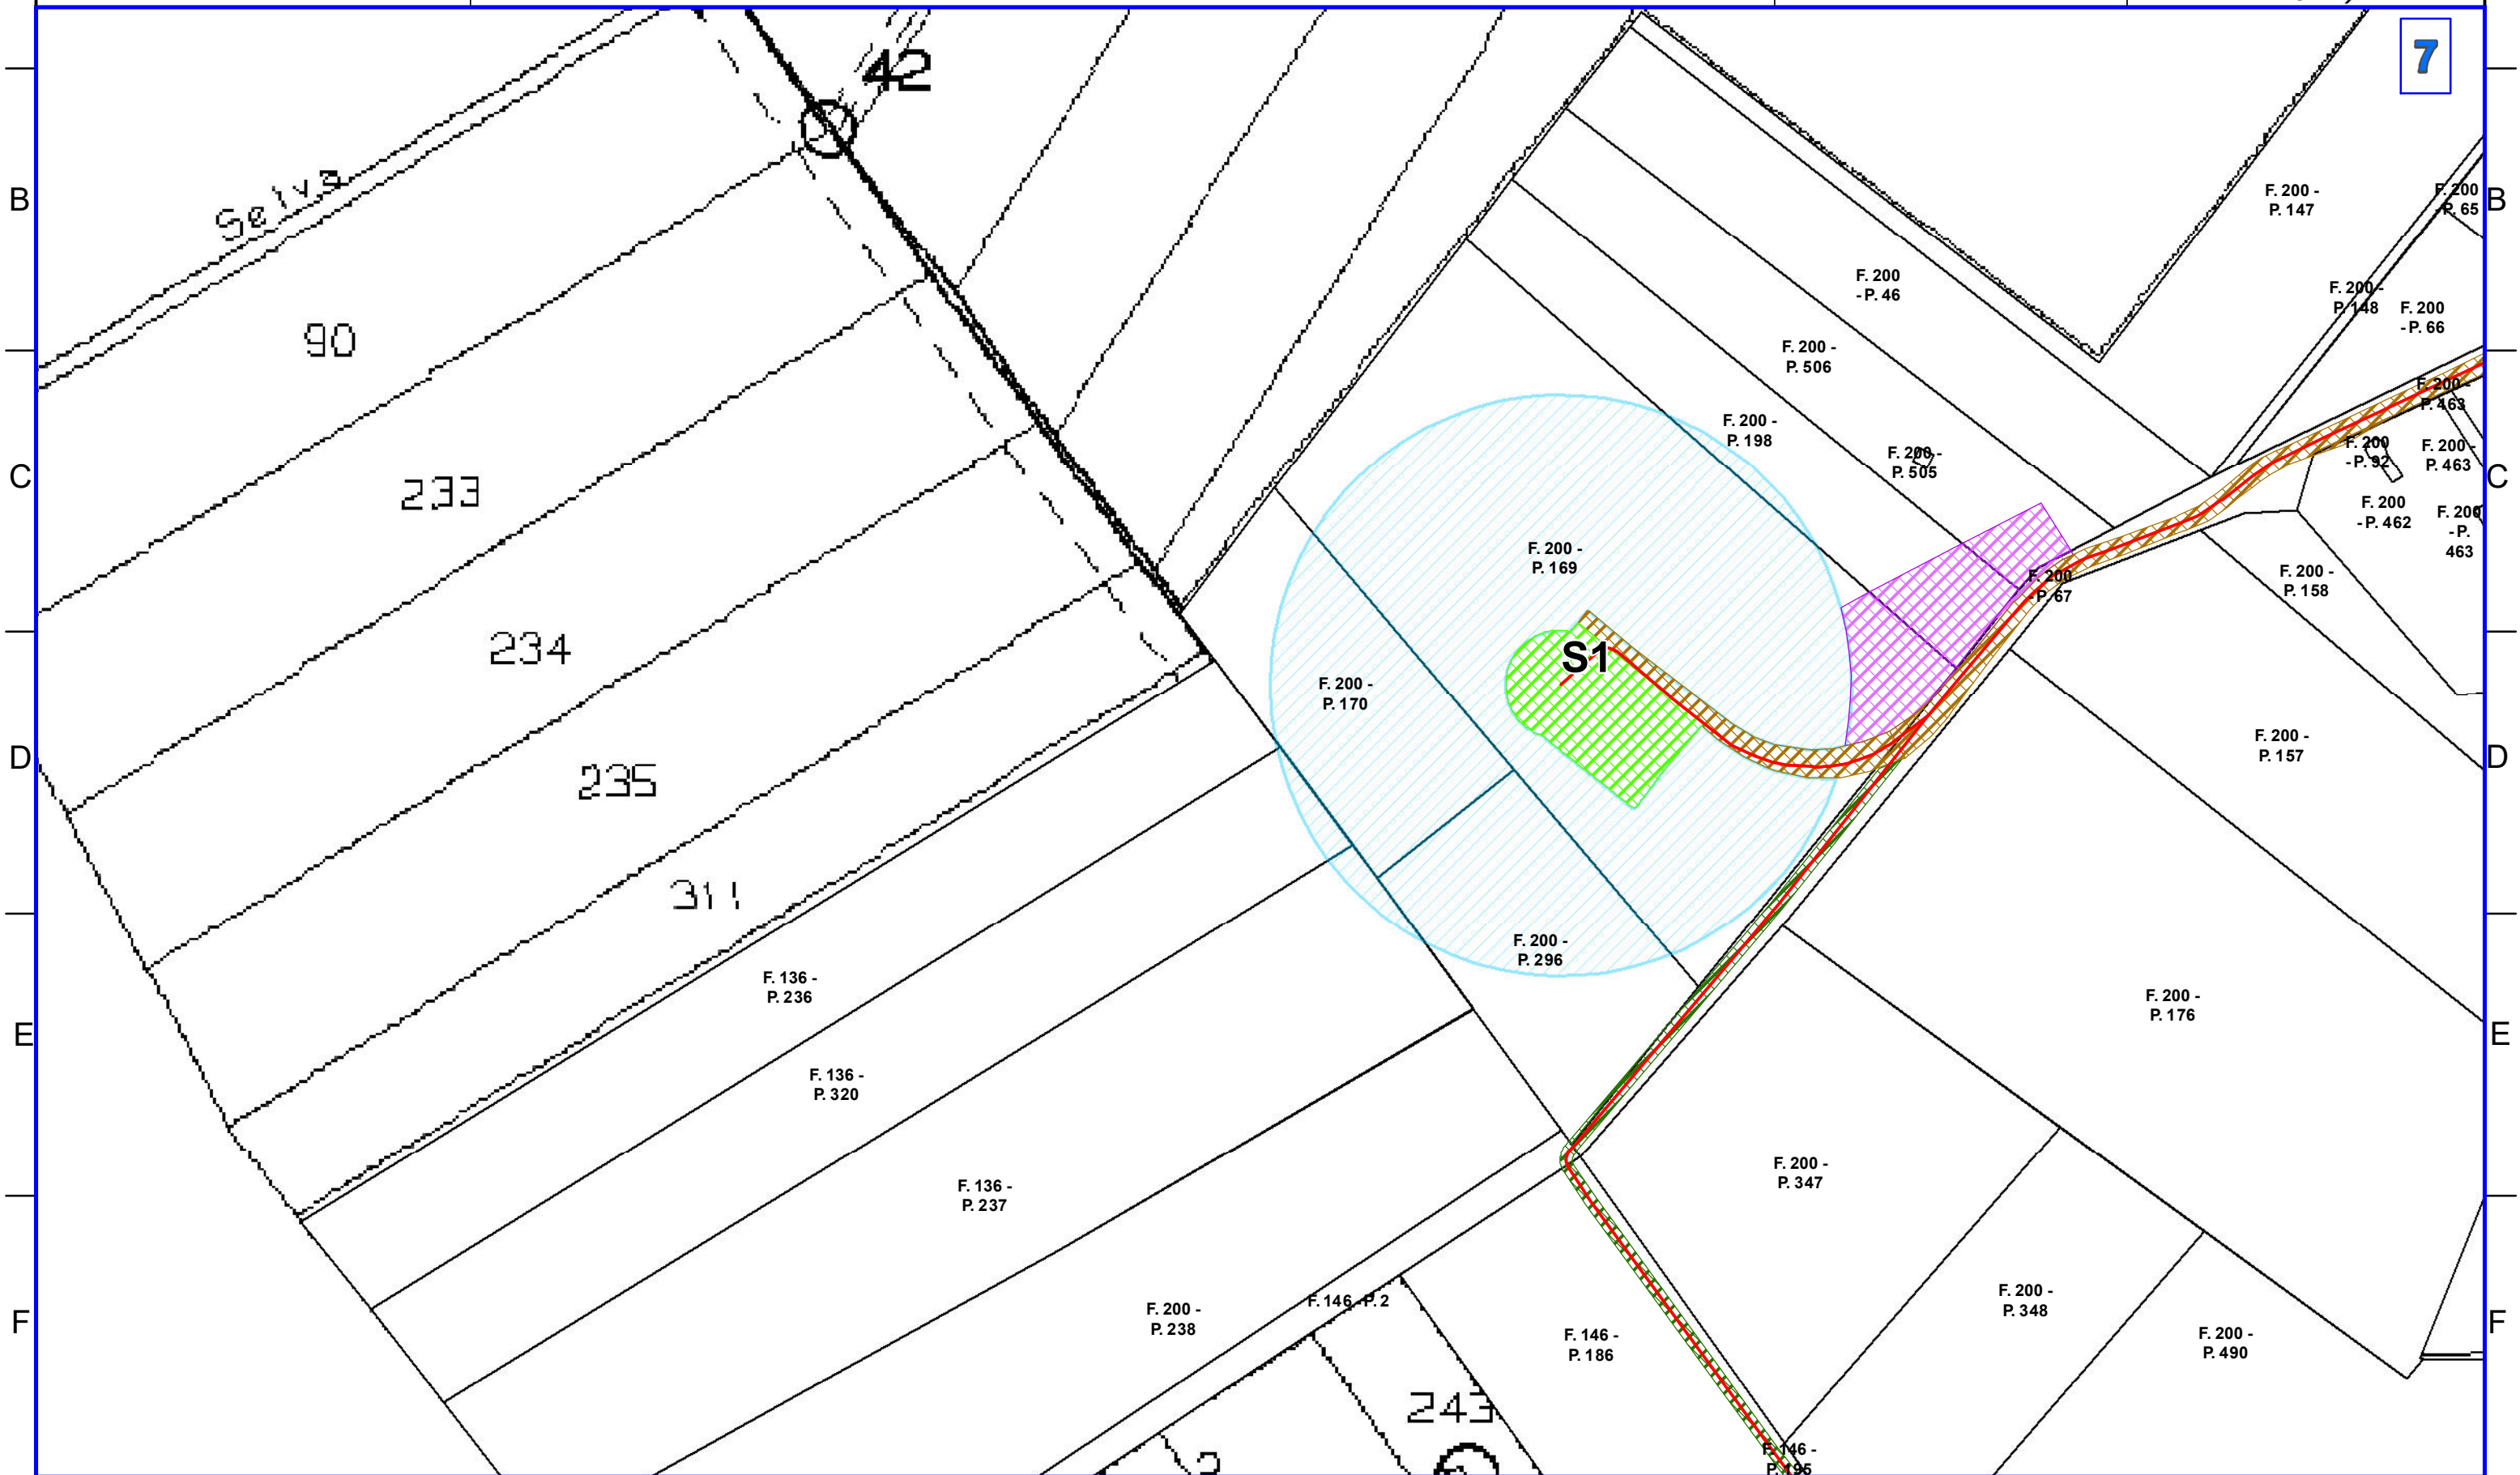 7
42
Selva
B
B
F. 200 -
P. 147
F. 200
-P. 65
F. 200
-P. 46
F. 200 -
P. 148
F. 200
-P. 66
90
F. 200 -
P. 506
F. 200 -
P. 463
F. 200 -
P. 198
F. 200 -
P. 505
F. 200
-P. 92
F. 200 -
P. 463
C
C
233
F. 200
-P. 462
F. 200
-P.
463
F. 200 -
P. 169
F. 200
-P. 67
F. 200 -
P. 158
234
S1
F. 200 -
P. 170
D
D
F. 200 -
P. 157
235
311
F. 200 -
P. 296
F. 136 -
P. 236
F. 200 -
P. 176
E
E
F. 136 -
P. 320
F. 200 -
P. 347
F. 136 -
P. 237
F. 200 -
P. 238
F. 146 -P. 2
F
F
F. 146 -
P. 186
F. 200 -
P. 348
F. 200 -
P. 490
243
F. 146 -
P. 195